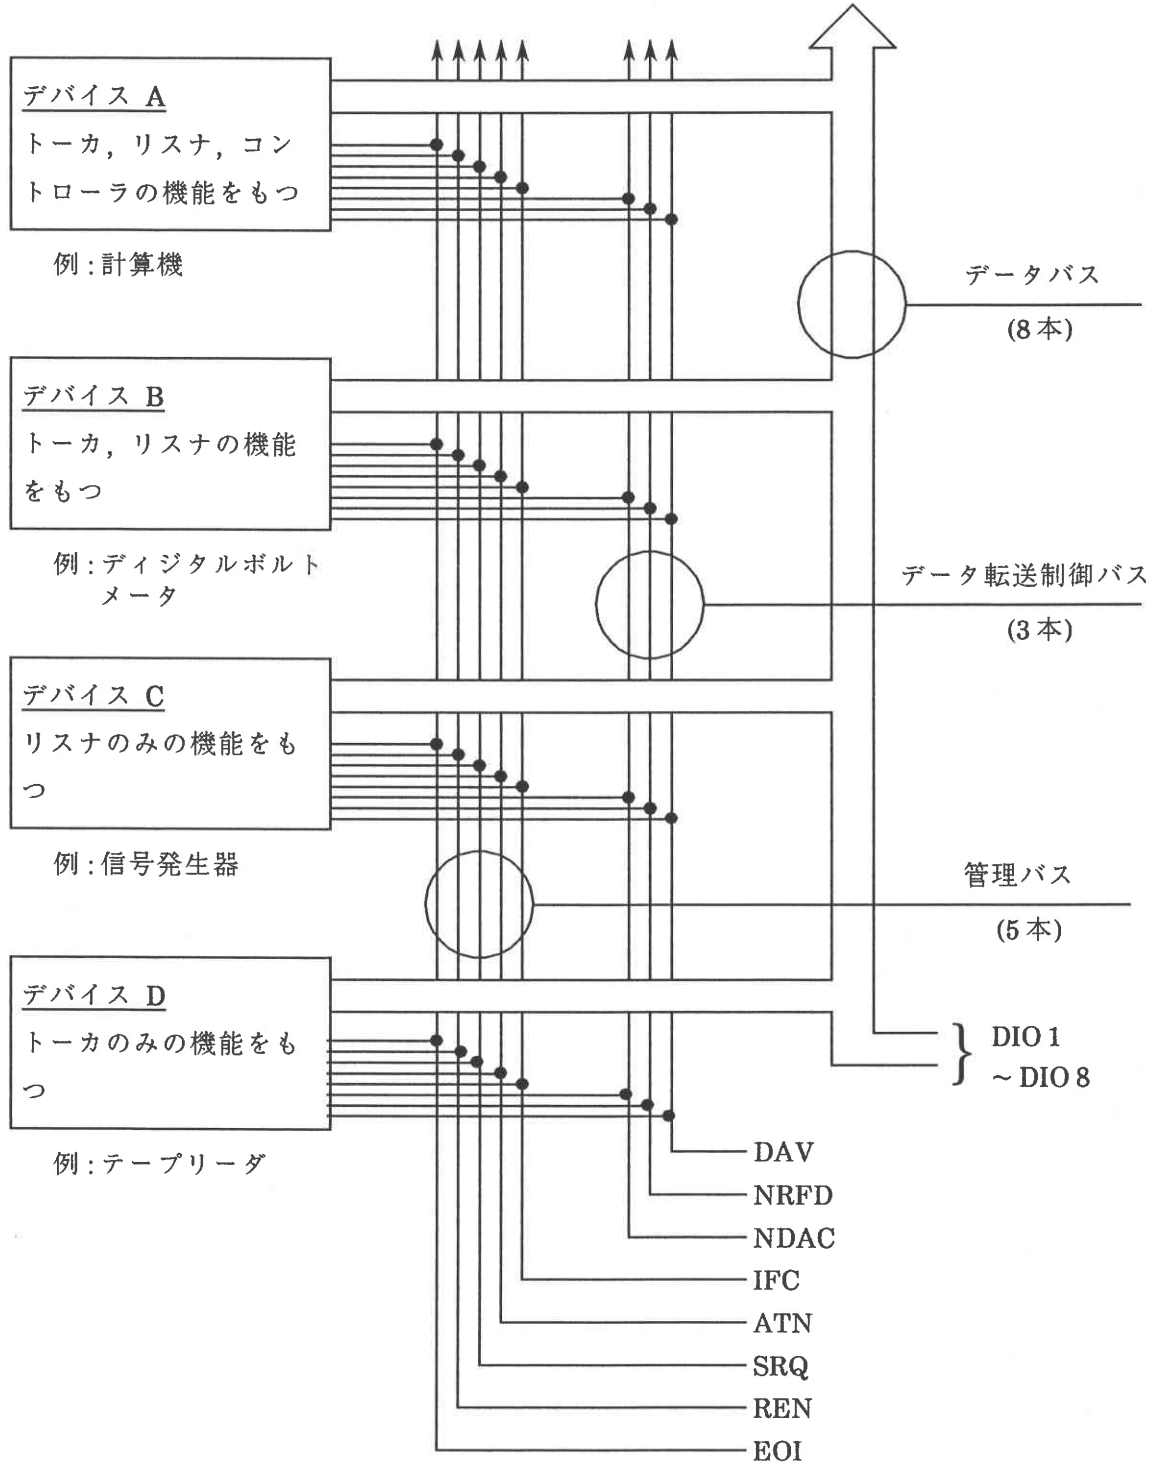 デバイス A
トーカ, リスナ, コン
トローラの機能をもつ
例:計算機
データバス
(8本)
デバイス B
トーカ, リスナの機能
をもつ
例:ディジタルボルト
メータ
データ転送制御バス
(3本)
デバイス C
リスナのみの機能をも
つ
例:信号発生器
管理バス
(5本)
デバイス D
トーカのみの機能をも
つ
例:テープリーダ
DIO 1
～DIO 8
DAV
NRFD
NDAC
IFC
ATN
SRQ
REN
EOI